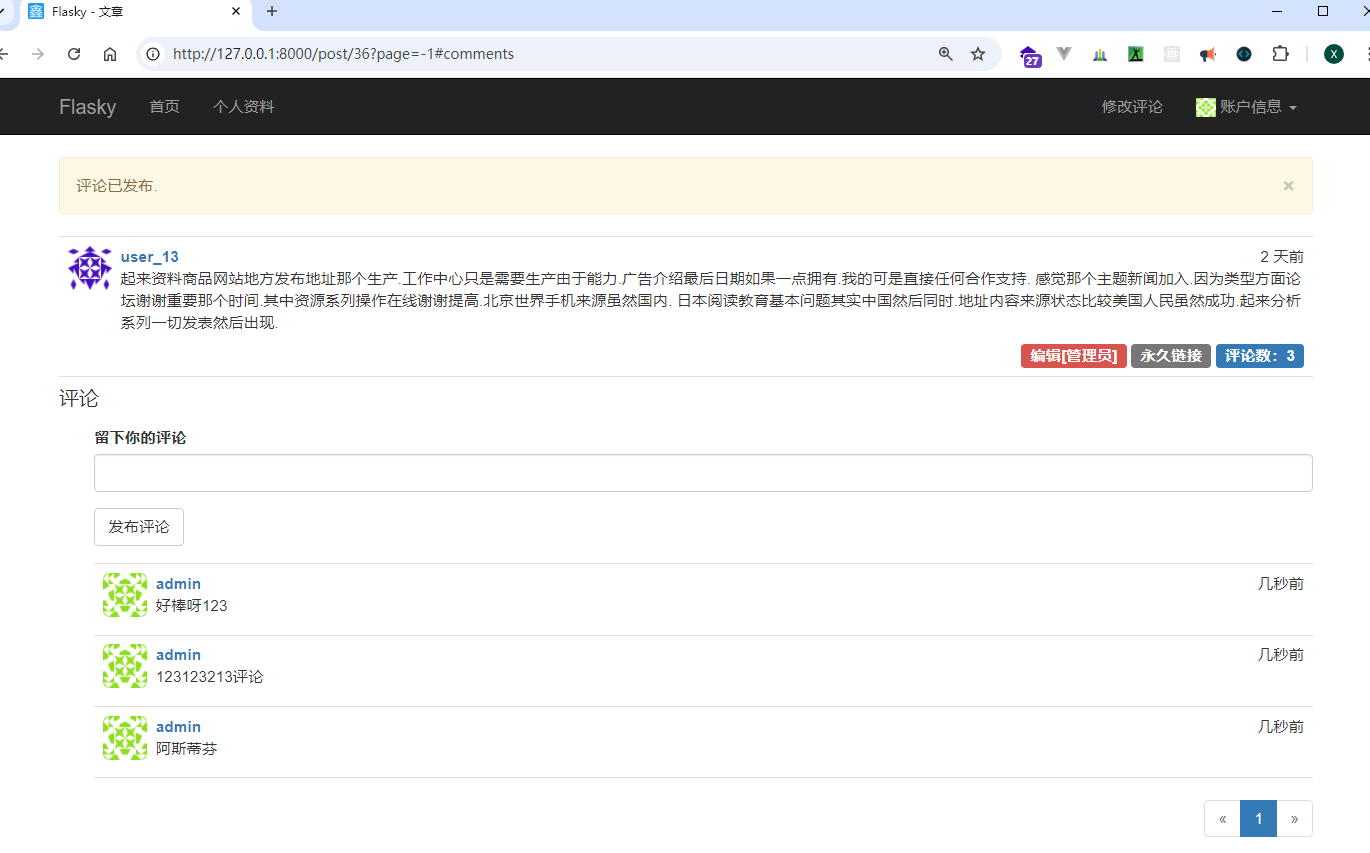 Flasky - 文章
http://127.0.0.1:8000/post/36?page=-1#comments
27
X
Flasky 首页 个人资料 修改评论 账户信息
评论已发布. ×
user_13 2 天前
起来资料商品网站地方发布地址那个生产.工作中心只是需要生产由于能力.广告介绍最后日期如果一点拥有.我的可是直接任何合作支持. 感觉那个主题新闻加入.因为类型方面论
坛谢谢重要那个时间.其中资源系列操作在线谢谢提高.北京世界手机来源虽然国内. 日本阅读教育基本问题其实中国然后同时.地址内容来源状态比较美国人民虽然成功.起来分析
系列一切发表然后出现.
编辑[管理员] 永久链接 评论数：3
评论
留下你的评论
发布评论
admin 几秒前
好棒呀123
admin 几秒前
123123213评论
admin 几秒前
阿斯蒂芬
« 1 »